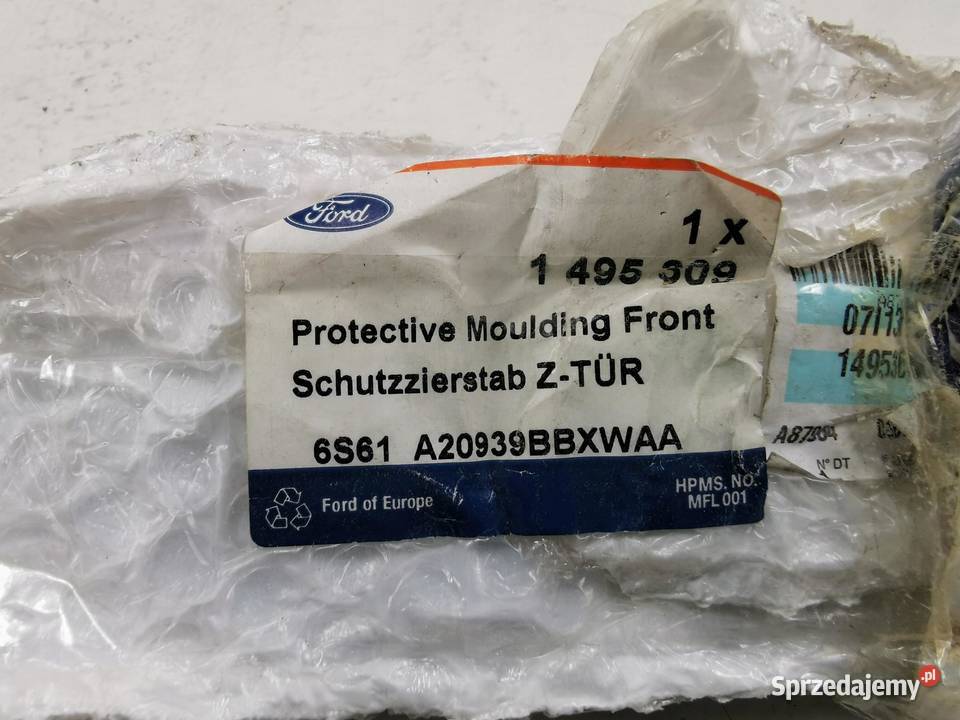 Ford
1 x
1 495 309
Protective Moulding Front
Schutzzierstab Z-TÜR
6S61 A20939BBXWAA
Ford of Europe
HPMS. NO.
MFL 001
07/13
A87984
N° DT
Sprzedajemy.pl